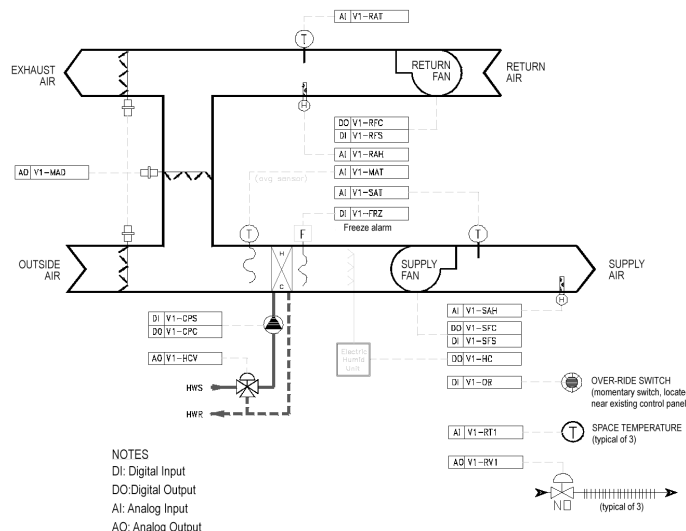 AI V1-RAT
T
EXHAUST
AIR
RETURN
FAN
RETURN
AIR
H
DO V1-RFC
DI V1-RFS
AI V1-RAH
AO V1-MAD
(avg sensor)
AI V1-MAT
AI V1-SAT
DI V1-FRZ
Freeze alarm
T
F
T
H
C
OUTSIDE
AIR
SUPPLY
FAN
SUPPLY
AIR
H
DI V1-CPS
DO V1-CPC
AO V1-HCV
HWS
HWR
Electric
Humid
Unit
AI V1-SAH
DO V1-SFC
DI V1-SFS
DO V1-HC
DI V1-OR
OVER-RIDE SWITCH
(momentary switch, locate
near existing control panel
AI V1-RT1
T
SPACE TEMPERATURE
(typical of 3)
AO V1-RV1
NO
(typical of 3)
NOTES
DI: Digital Input
DO:Digital Output
AI: Analog Input
AO: Analog Output